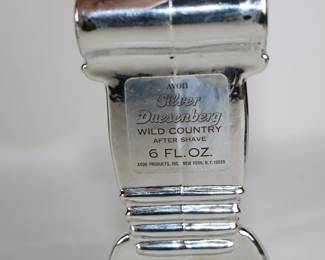 AVON
Silver
Duesenberg
WILD COUNTRY
AFTER SHAVE
6 FL. OZ.
AVON PRODUCTS, INC. NEW YORK, N.Y. 10020